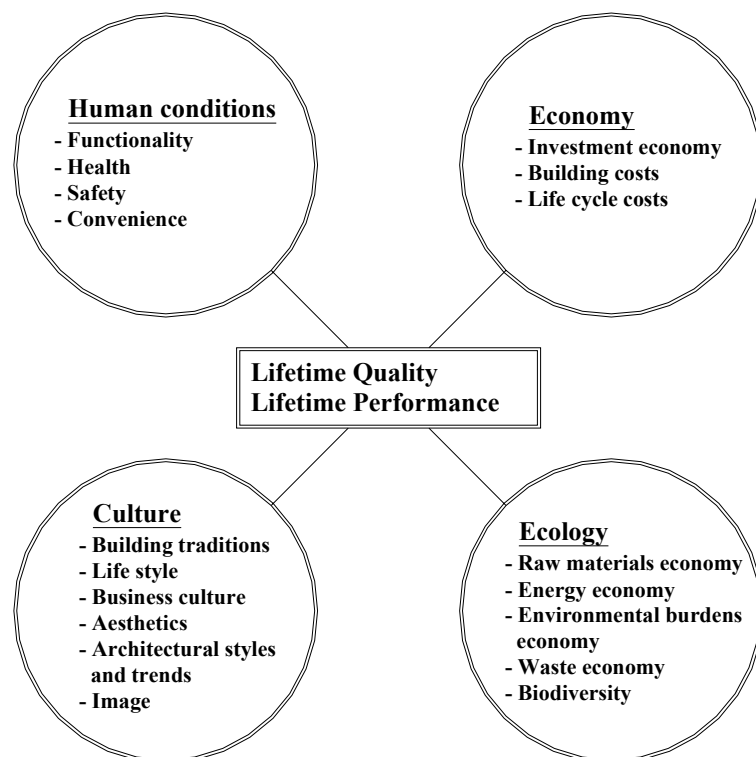 Human conditions
- Functionality
- Health
- Safety
- Convenience
Economy
- Investment economy
- Building costs
- Life cycle costs
Lifetime Quality
Lifetime Performance
Culture
- Building traditions
- Life style
- Business culture
- Aesthetics
- Architectural styles
and trends
- Image
Ecology
- Raw materials economy
- Energy economy
- Environmental burdens
economy
- Waste economy
- Biodiversity